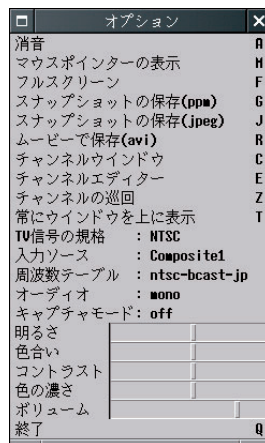 オプション
消音 A
マウスポインターの表示 M
フルスクリーン F
スナップショットの保存(ppm) G
スナップショットの保存(jpeg) J
ムービーで保存(avi) R
チャンネルウインドウ C
チャンネルエディター E
チャンネルの巡回 Z
常にウインドウを上に表示 T
TV信号の規格 : NTSC
入力ソース : Composite1
周波数テーブル : ntsc-bcast-jp
オーディオ : mono
キャプチャモード: off
明るさ
色合い
コントラスト
色の濃さ
ボリューム
終了 Q